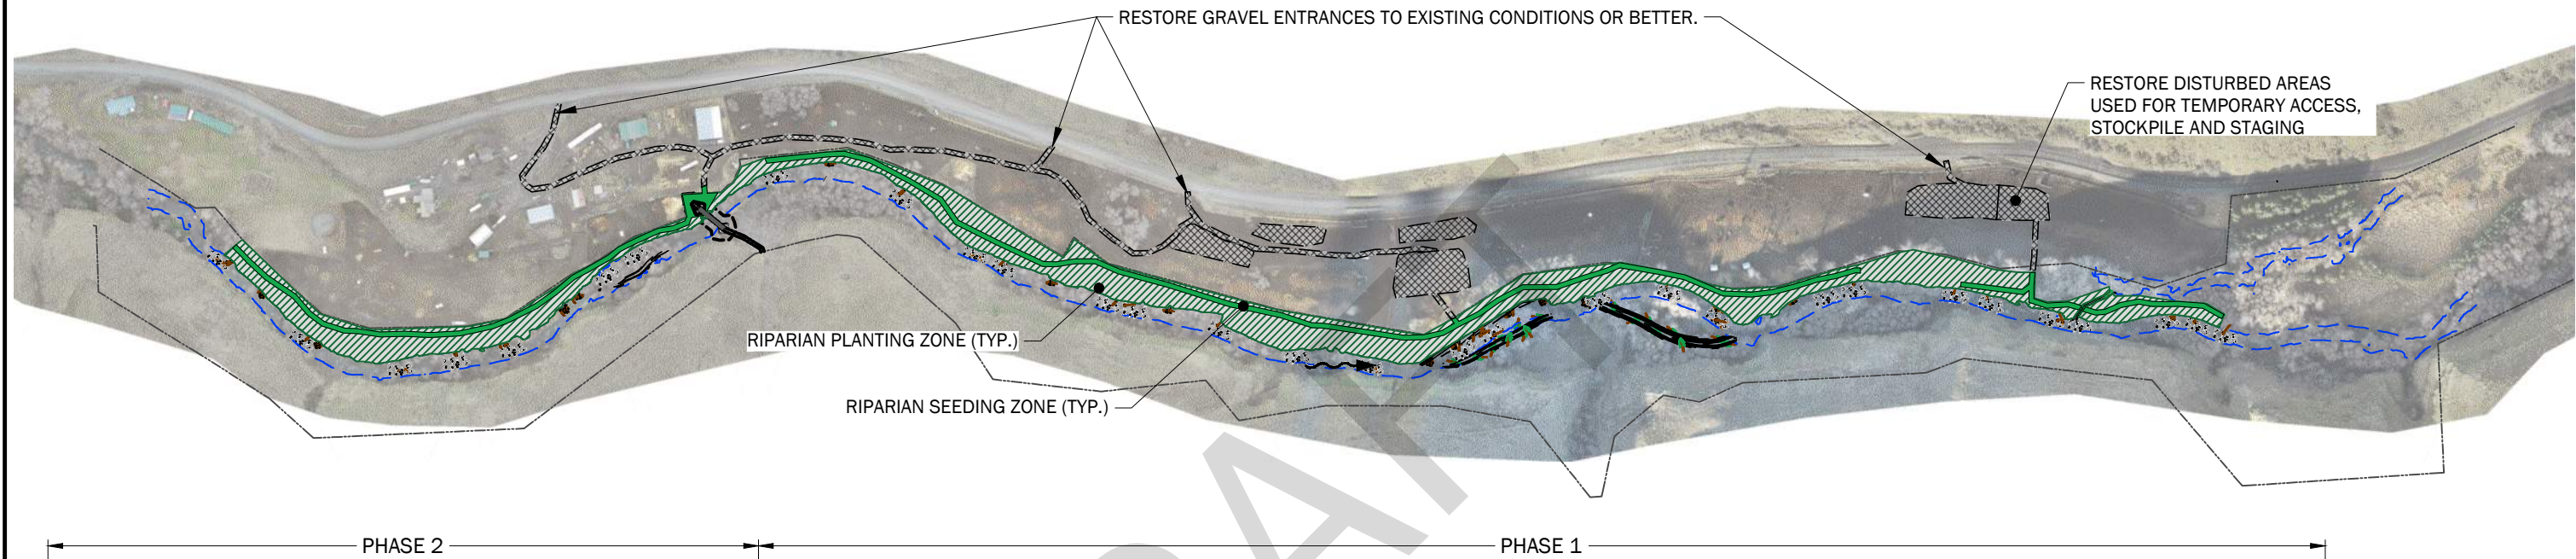 RESTORE GRAVEL ENTRANCES TO EXISTING CONDITIONS OR BETTER.
RESTORE DISTURBED AREAS
USED FOR TEMPORARY ACCESS,
STOCKPILE AND STAGING
RIPARIAN PLANTING ZONE (TYP.)
RIPARIAN SEEDING ZONE (TYP.)
PHASE 2
PHASE 1